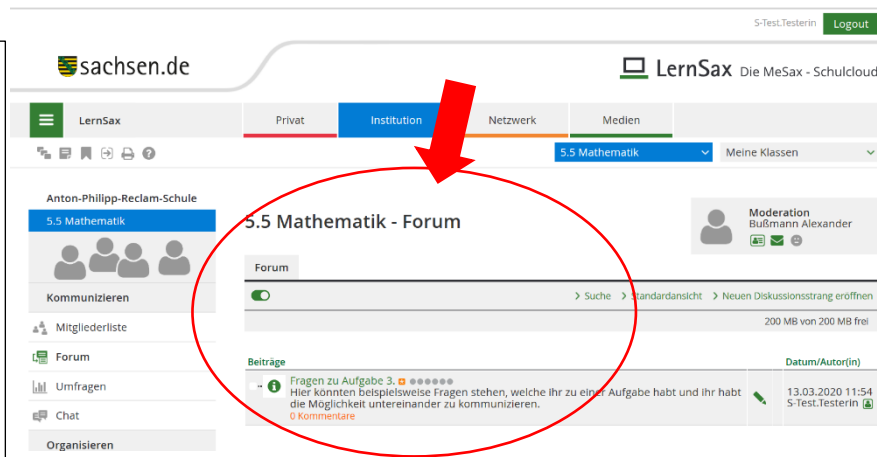 S-Test.Testerin Logout
sachsen.de
LernSax Die MeSax - Schulcloud
LernSax Privat Institution Netzwerk Medien
5.5 Mathematik Meine Klassen
Anton-Philipp-Reclam-Schule
5.5 Mathematik
5.5 Mathematik - Forum
Moderation
Bußmann Alexander
Forum
Kommunizieren
> Suche > Standardansicht > Neuen Diskussionsstrang eröffnen
Mitgliederliste
200 MB von 200 MB frei
Forum
Beiträge Datum/Autor(in)
Umfragen
Fragen zu Aufgabe 3.
Hier könnten beispielsweise Fragen stehen, welche Ihr zu einer Aufgabe habt und ihr habt
die Möglichkeit untereinander zu kommunizieren.
0 Kommentare
13.03.2020 11:54
S-Test.Testerin
Chat
Organisieren